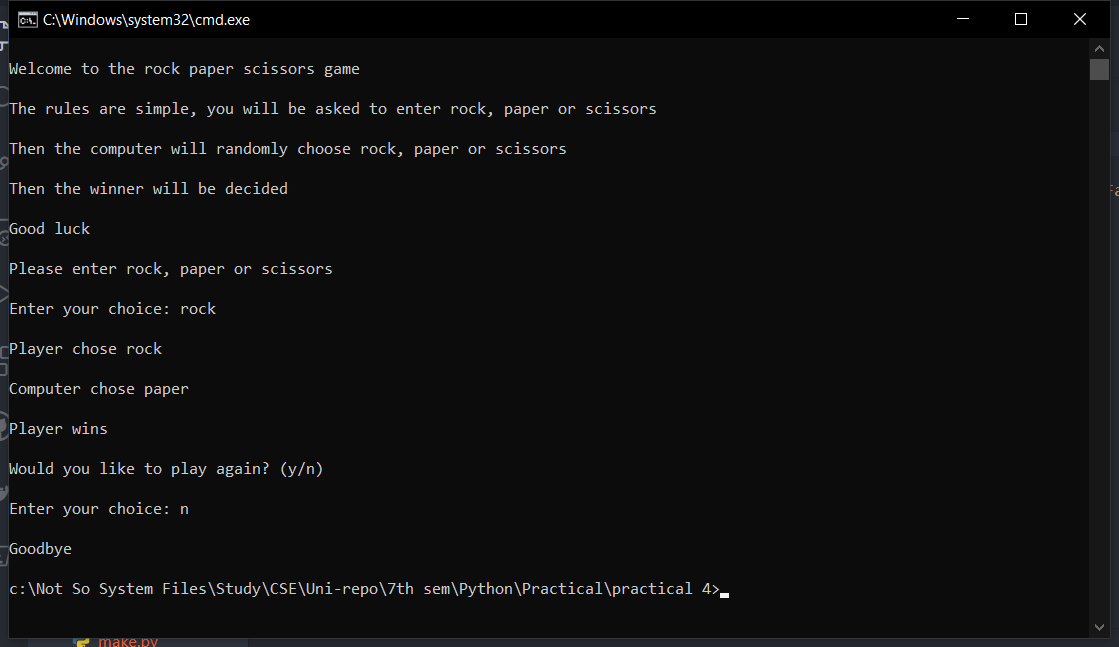 C:\Windows\system32\cmd.exe
Welcome to the rock paper scissors game
The rules are simple, you will be asked to enter rock, paper or scissors
Then the computer will randomly choose rock, paper or scissors
Then the winner will be decided
Good luck
Please enter rock, paper or scissors
Enter your choice: rock
Player chose rock
Computer chose paper
Player wins
Would you like to play again? (y/n)
Enter your choice: n
Goodbye
c:\Not So System Files\Study\CSE\Uni-repo\7th sem\Python\Practical\practical 4>
make.py